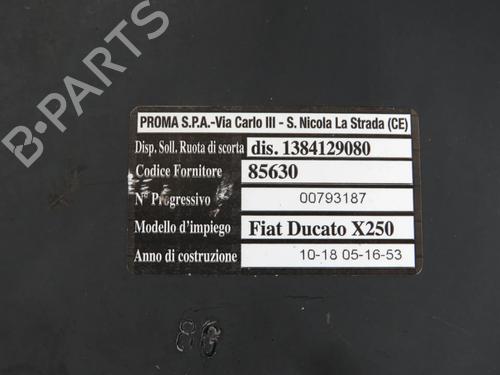 B-PARTS
PROMA S.P.A.-Via Carlo III - S. Nicola La Strada (CE)
Disp. Soll. Ruota di scorta dis. 1384129080
Codice Fornitore 85630
N° Progressivo 00793187
Modello d'impiego Fiat Ducato X250
Anno di costruzione 10-18 05-16-53